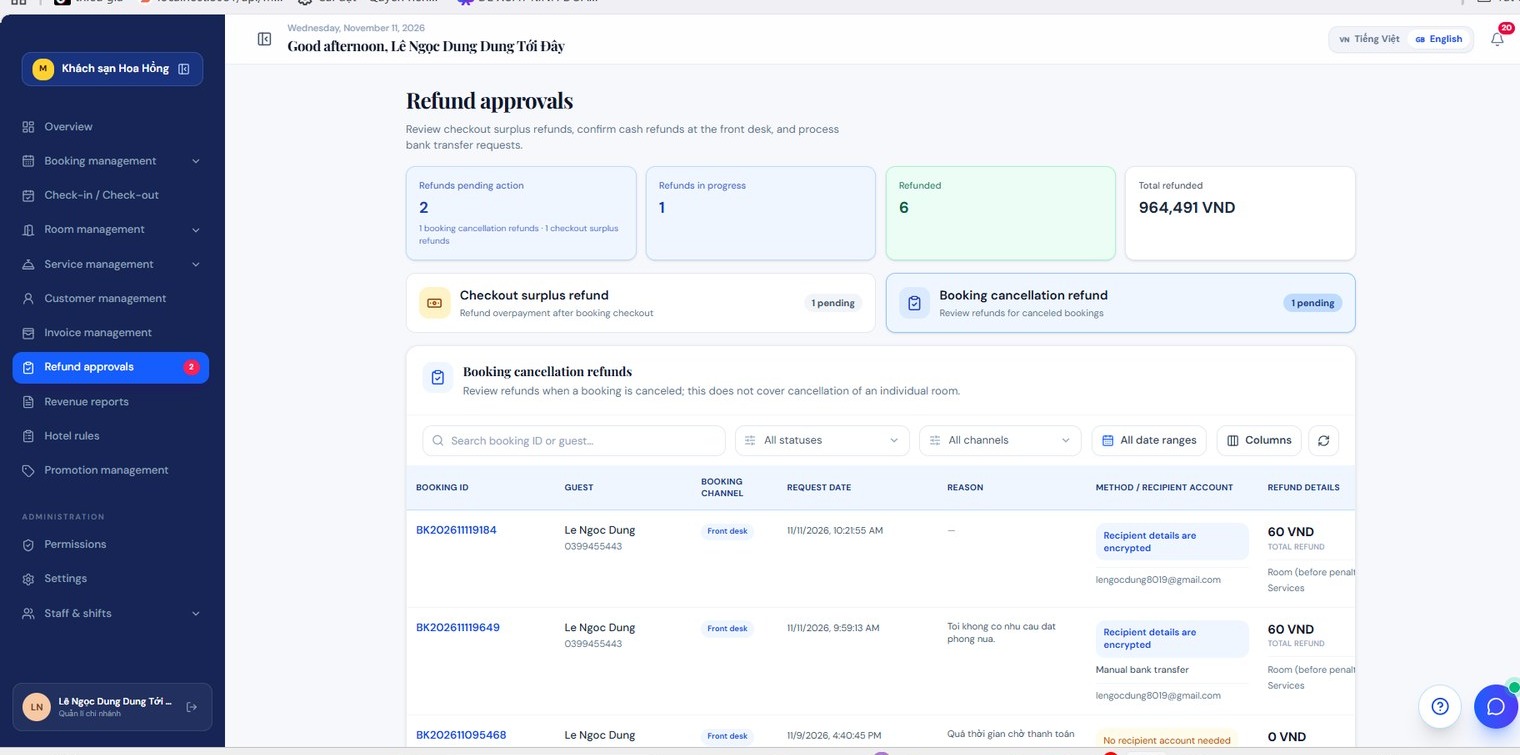 Wednesday, November 11, 2026
Good afternoon, Lê Ngọc Dung Dung Tới Đây
VN Tiếng Việt
GB English
20
M
Khách sạn Hoa Hồng
Overview
Booking management
Check-in / Check-out
Room management
Service management
Customer management
Invoice management
Refund approvals
2
Revenue reports
Hotel rules
Promotion management
ADMINISTRATION
Permissions
Settings
Staff & shifts
LN
Lê Ngọc Dung Dung Tới ...
Quản lí chi nhánh
Refund approvals
Review checkout surplus refunds, confirm cash refunds at the front desk, and process
bank transfer requests.
Refunds pending action
2
1 booking cancellation refunds · 1 checkout surplus
refunds
Refunds in progress
1
Refunded
6
Total refunded
964,491 VND
Checkout surplus refund
Refund overpayment after booking checkout
1 pending
Booking cancellation refund
Review refunds for canceled bookings
1 pending
Booking cancellation refunds
Review refunds when a booking is canceled; this does not cover cancellation of an individual room.
Search booking ID or guest...
All statuses
All channels
All date ranges
Columns
BOOKING ID
GUEST
BOOKING
CHANNEL
REQUEST DATE
REASON
METHOD / RECIPIENT ACCOUNT
REFUND DETAILS
BK202611119184
Le Ngoc Dung
0399455443
Front desk
11/11/2026, 10:21:55 AM
—
Recipient details are
encrypted
lengocdung8019@gmail.com
60 VND
TOTAL REFUND
Room (before penalt
Services
BK202611119649
Le Ngoc Dung
0399455443
Front desk
11/11/2026, 9:59:13 AM
Toi khong co nhu cau dat
phong nua.
Recipient details are
encrypted
Manual bank transfer
lengocdung8019@gmail.com
60 VND
TOTAL REFUND
Room (before penalt
Services
BK202611095468
Le Ngoc Dung
Front desk
11/9/2026, 4:40:45 PM
Quá thời gian chờ thanh toán
No recipient account needed
0 VND